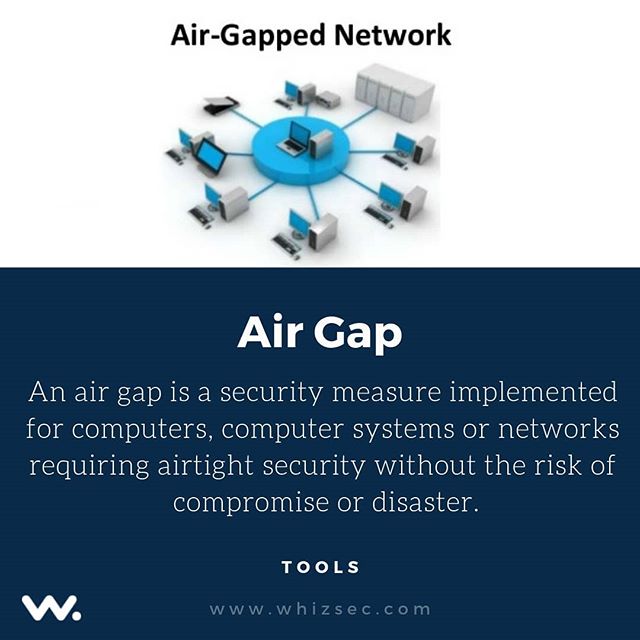 Air-Gapped Network
Air Gap
An air gap is a security measure implemented
for computers, computer systems or networks
requiring airtight security without the risk of
compromise or disaster.
TOOLS
W.
www.whizsec.com